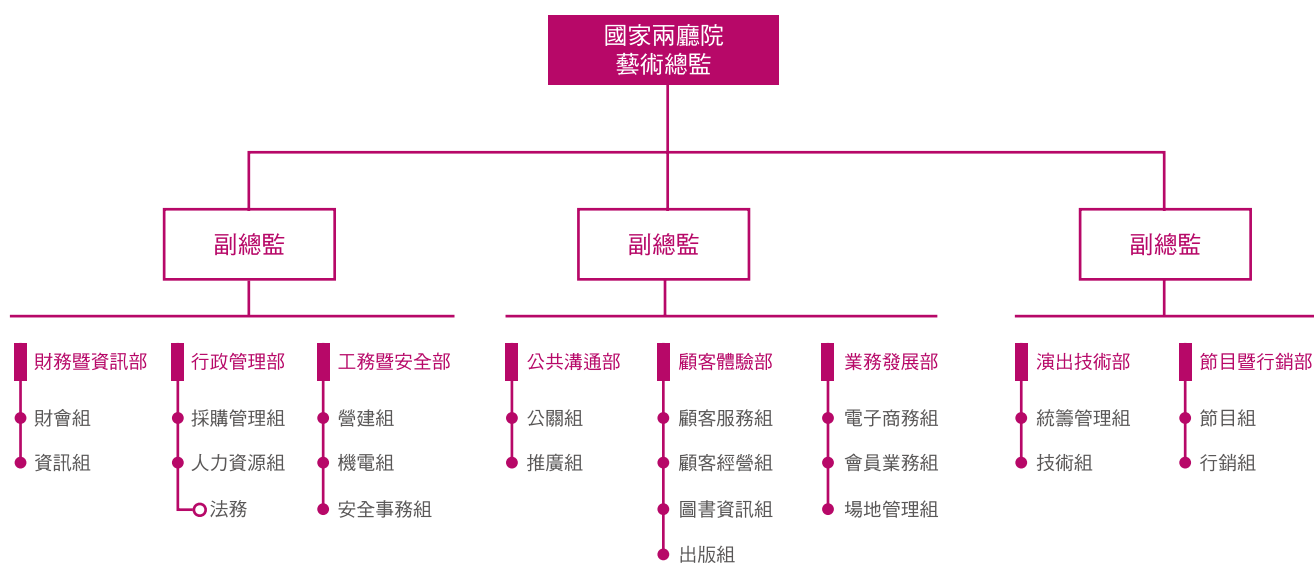 國家兩廳院
藝術總監
副總監
副總監
副總監
財務暨資訊部
財會組
資訊組
行政管理部
採購管理組
人力資源組
法務
工務暨安全部
營建組
機電組
安全事務組
公共溝通部
公關組
推廣組
顧客體驗部
顧客服務組
顧客經營組
圖書資訊組
出版組
業務發展部
電子商務組
會員業務組
場地管理組
演出技術部
統籌管理組
技術組
節目暨行銷部
節目組
行銷組